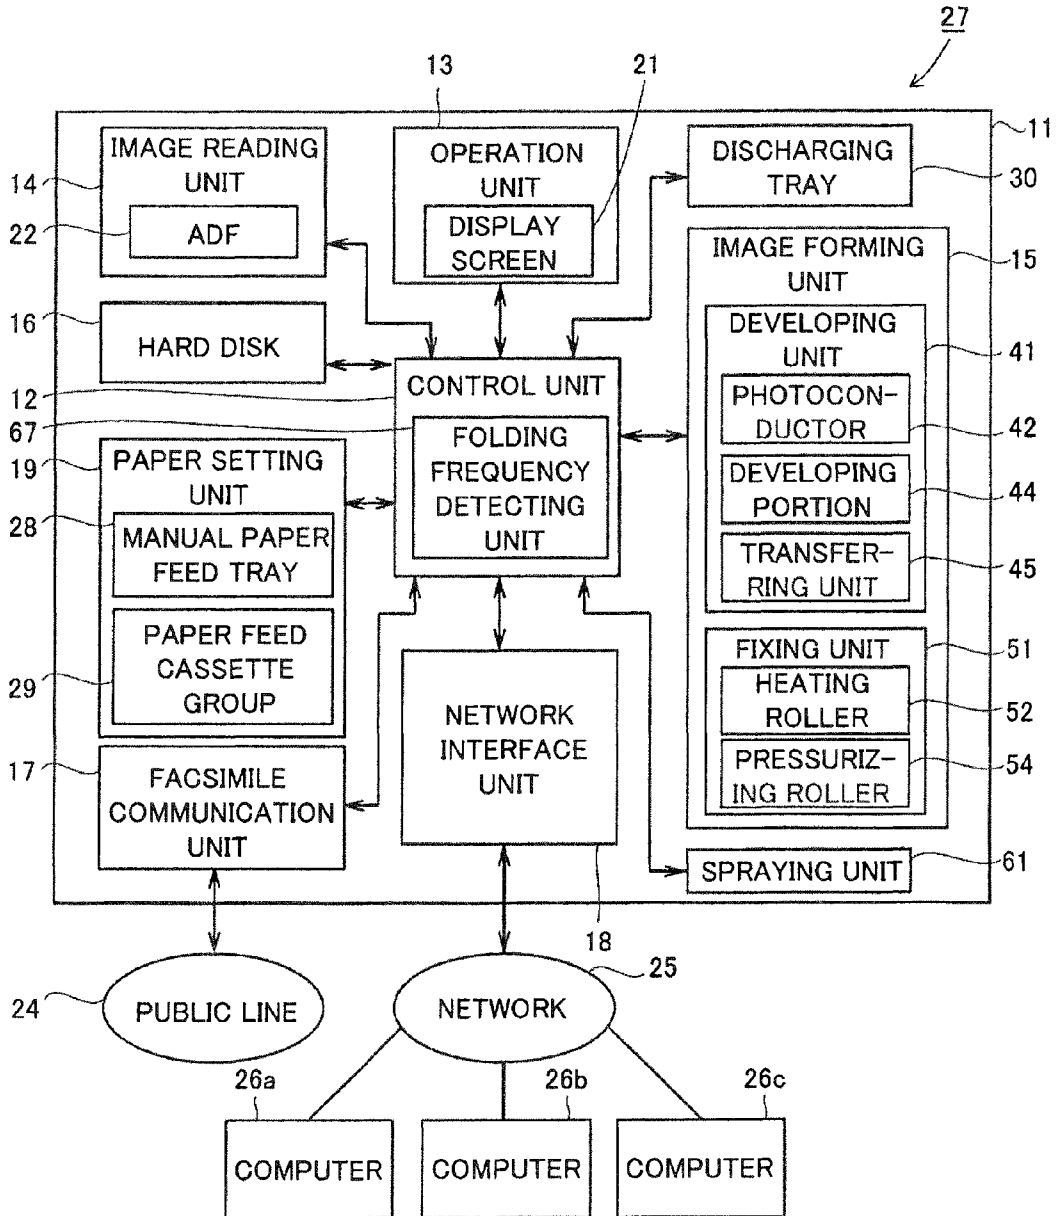 27
13
21
11
IMAGE READING
UNIT
14
22
ADF
OPERATION
UNIT
DISPLAY
SCREEN
DISCHARGING
TRAY
30
IMAGE FORMING
UNIT
15
16
HARD DISK
DEVELOPING
UNIT
41
PHOTOCON-
DUCTOR
42
DEVELOPING
PORTION
44
TRANSFER-
RING UNIT
45
12
CONTROL UNIT
67
FOLDING
FREQUENCY
DETECTING
UNIT
19
PAPER SETTING
UNIT
28
MANUAL PAPER
FEED TRAY
PAPER FEED
CASSETTE
GROUP
29
FIXING UNIT
51
HEATING
ROLLER
52
PRESSURIZ-
ING ROLLER
54
17
FACSIMILE
COMMUNICATION
UNIT
NETWORK
INTERFACE
UNIT
18
SPRAYING UNIT
61
24
PUBLIC LINE
25
NETWORK
26a
26b
26c
COMPUTER
COMPUTER
COMPUTER